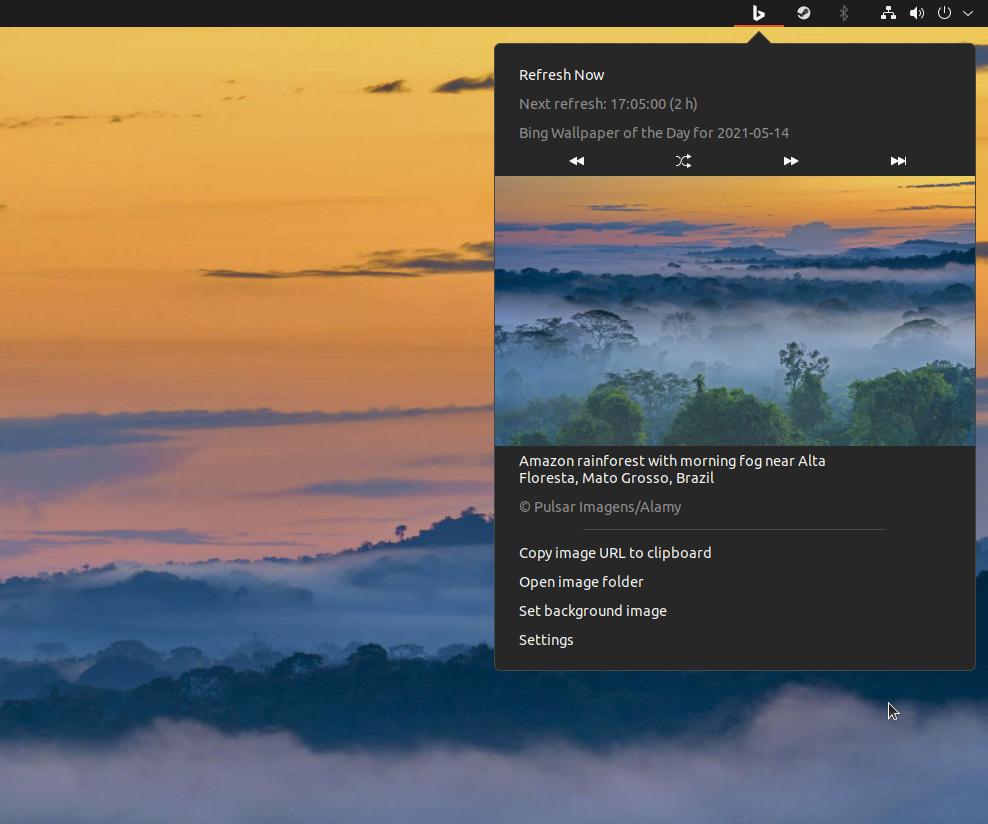 Refresh Now
Next refresh: 17:05:00 (2 h)
Bing Wallpaper of the Day for 2021-05-14
Amazon rainforest with morning fog near Alta
Floresta, Mato Grosso, Brazil
© Pulsar Imagens/Alamy
Copy image URL to clipboard
Open image folder
Set background image
Settings